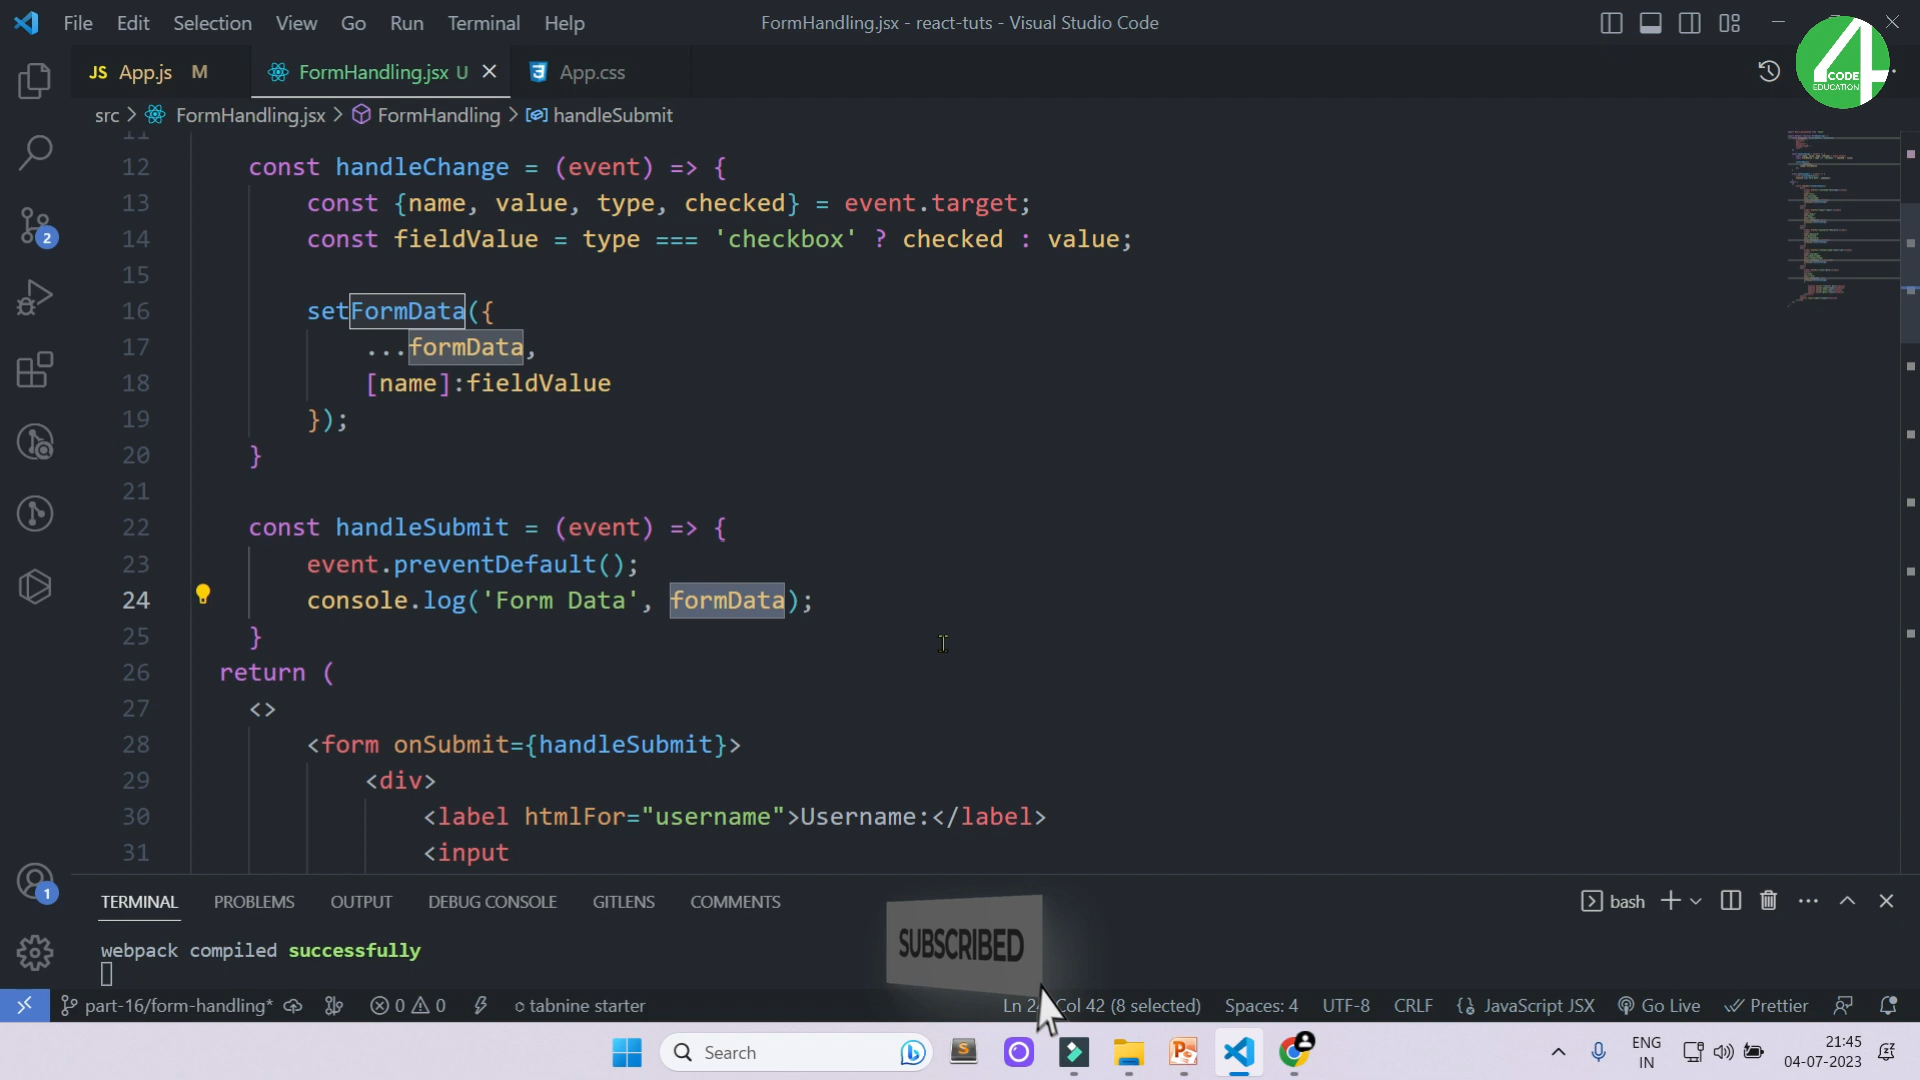 File Edit Selection View Go Run Terminal Help
FormHandling.jsx - react-tuts - Visual Studio Code
JS App.js M
FormHandling.jsx U
App.css
4 CODE EDUCATION
src > FormHandling.jsx > FormHandling > handleSubmit
11
12 const handleChange = (event) => {
13 const {name, value, type, checked} = event.target;
14 const fieldValue = type === 'checkbox' ? checked : value;
15
16 setFormData({
17 ...formData,
18 [name]:fieldValue
19 });
20 }
21
22 const handleSubmit = (event) => {
23 event.preventDefault();
24 console.log('Form Data', formData);
25 }
26 return (
27 <>
28 <form onSubmit={handleSubmit}>
29 <div>
30 <label htmlFor="username">Username:</label>
31 <input
2
1
TERMINAL PROBLEMS OUTPUT DEBUG CONSOLE GITLENS COMMENTS
bash
webpack compiled successfully
SUBSCRIBED
part-16/form-handling* 0 0 tabnine starter
Col 42 (8 selected) Spaces: 4 UTF-8 CRLF {} JavaScript JSX Go Live Prettier
Search
ENG
IN
21:45
04-07-2023